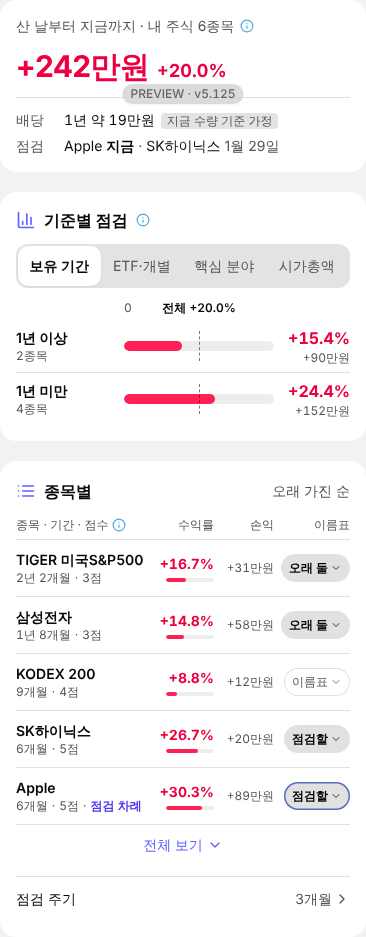 산 날부터 지금까지 · 내 주식 6종목
+242만원 +20.0%
PREVIEW · v5.125
배당 1년 약 19만원 지금 수량 기준 가정
점검 Apple 지금 · SK하이닉스 1월 29일
기준별 점검
보유 기간 ETF·개별 핵심 분야 시가총액
0 전체 +20.0%
1년 이상 +15.4%
2종목 +90만원
1년 미만 +24.4%
4종목 +152만원
종목별 오래 가진 순
종목 · 기간 · 점수 수익률 손익 이름표
TIGER 미국S&P500 +16.7% +31만원 오래 둘
2년 2개월 · 3점
삼성전자 +14.8% +58만원 오래 둘
1년 8개월 · 3점
KODEX 200 +8.8% +12만원 이름표
9개월 · 4점
SK하이닉스 +26.7% +20만원 점검할
6개월 · 5점
Apple +30.3% +89만원 점검할
6개월 · 5점 · 점검 차례
전체 보기
점검 주기 3개월